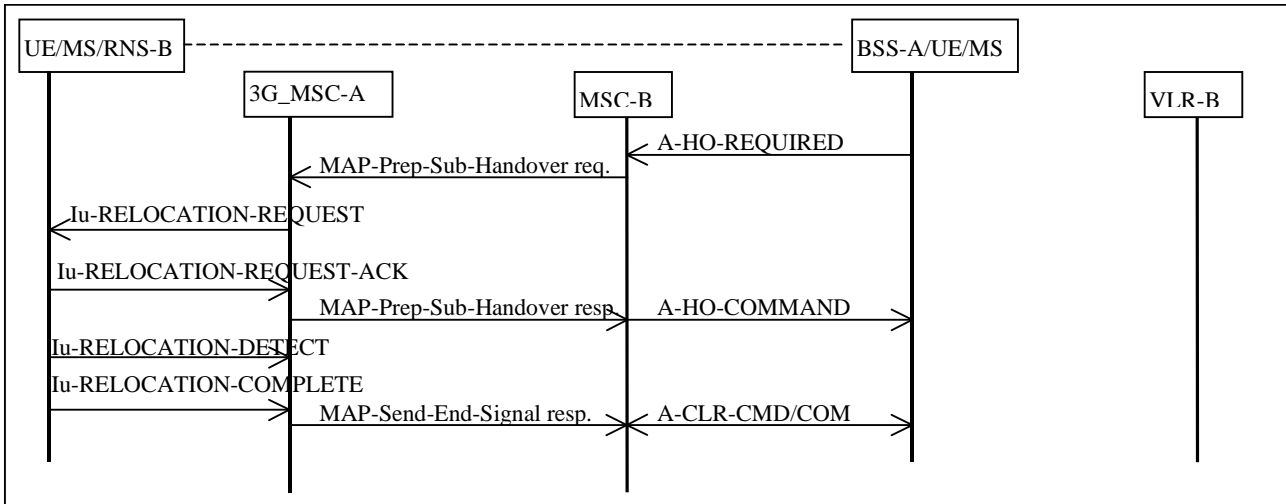 UE/MS/RNS-B
BSS-A/UE/MS
3G_MSC-A
MSC-B
VLR-B
A-HO-REQUIRED
MAP-Prep-Sub-Handover req.
Iu-RELOCATION-REQUEST
Iu-RELOCATION-REQUEST-ACK
MAP-Prep-Sub-Handover resp.
A-HO-COMMAND
Iu-RELOCATION-DETECT
Iu-RELOCATION-COMPLETE
MAP-Send-End-Signal resp.
A-CLR-CMD/COM